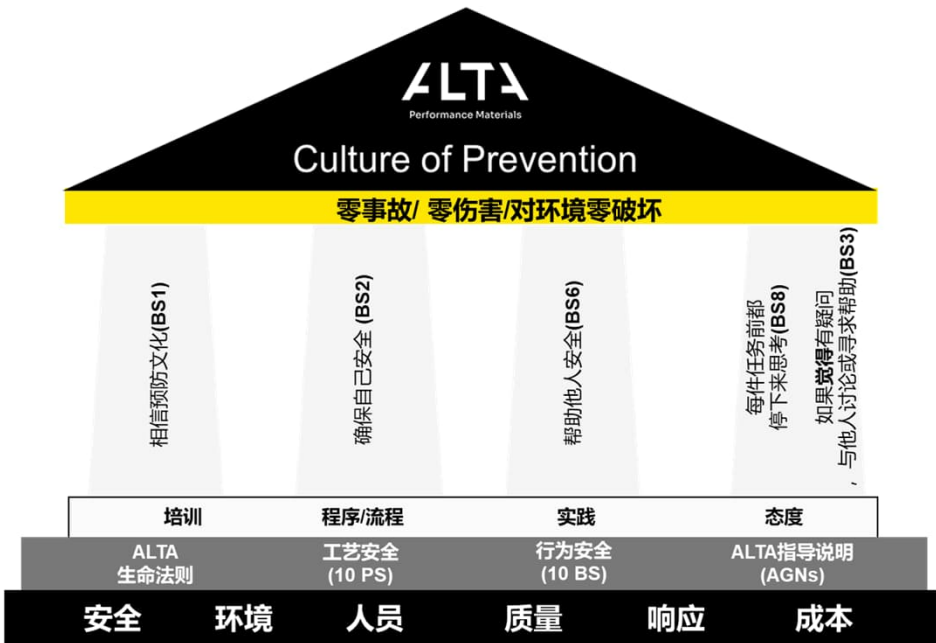 ALTA
Performance Materials
Culture of Prevention
零事故/ 零伤害/对环境零破坏
相信预防文化(BS1)
确保自己安全 (BS2)
帮助他人安全(BS6)
每件任务前都
停下来思考(BS8)
如果觉得有疑问
，与他人讨论或寻求帮助(BS3)
培训 程序/流程 实践 态度
ALTA
生命法则
工艺安全
(10 PS)
行为安全
(10 BS)
ALTA指导说明
(AGNs)
安全 环境 人员 质量 响应 成本